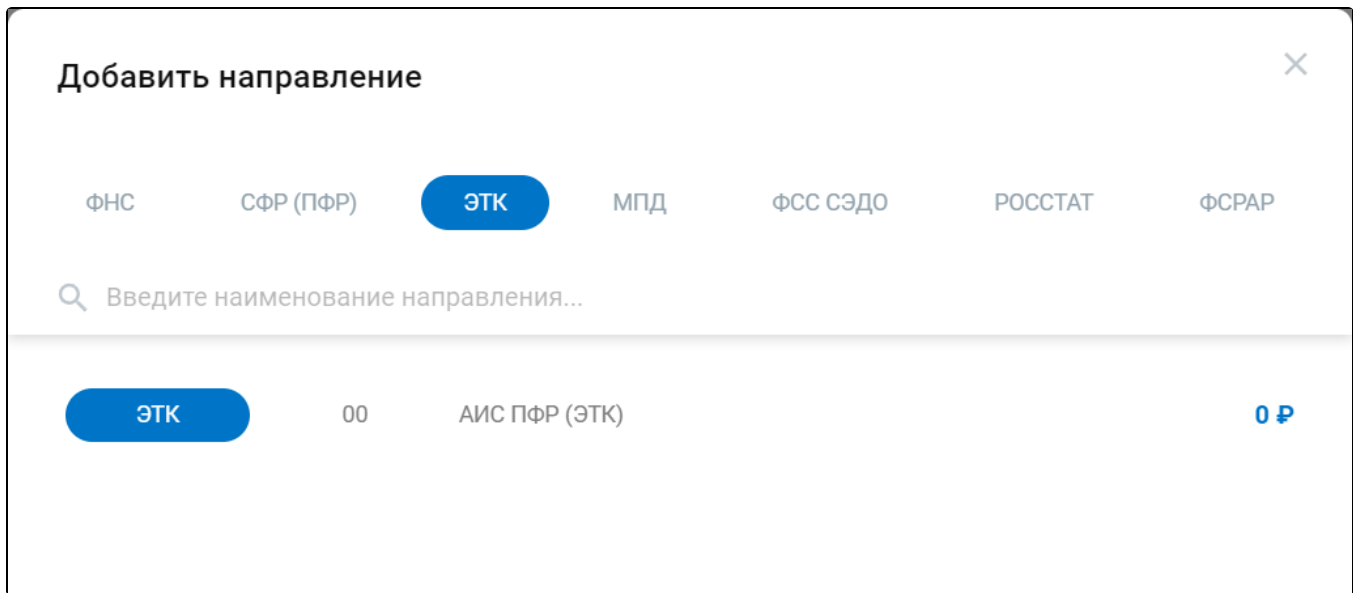 Добавить направление
ФНС СФР (ПФР) ЭТК МПД ФСС СЭДО РОССТАТ ФСРАР
Введите наименование направления...
ЭТК 00 АИС ПФР (ЭТК) 0 ₽